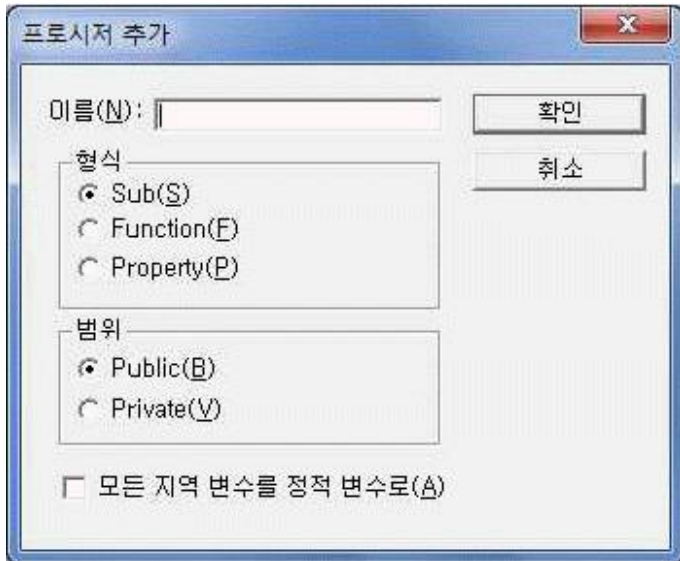 프로시저 추가
이름(N):
확인
형식
취소
Sub(S)
Function(F)
Property(P)
범위
Public(B)
Private(V)
모든 지역 변수를 정적 변수로(A)